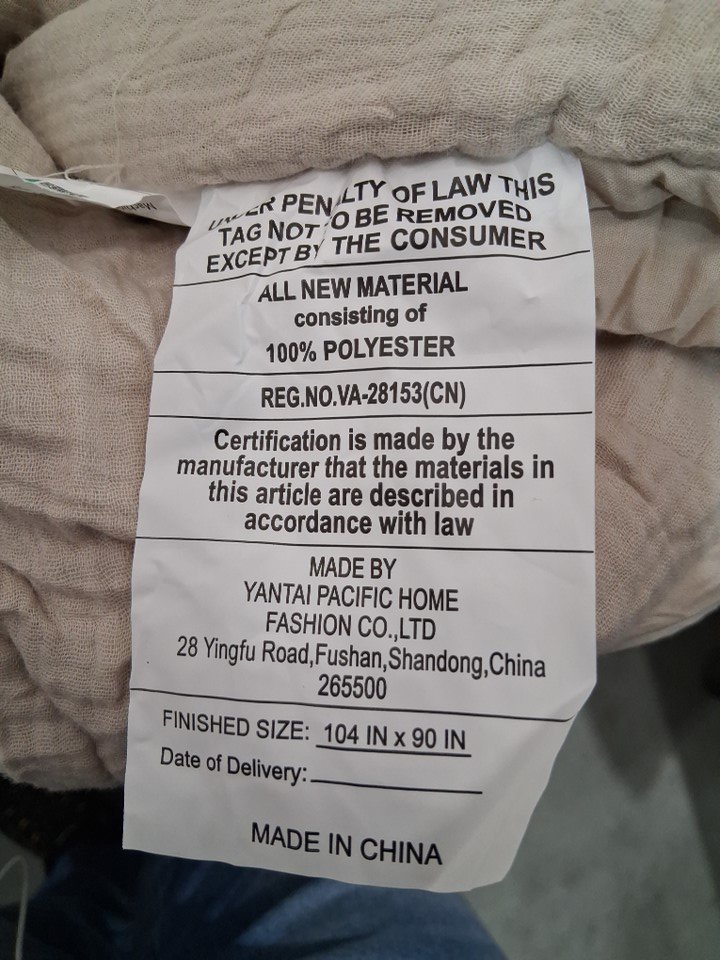 UNDER PENALTY OF LAW THIS
TAG NOT TO BE REMOVED
EXCEPT BY THE CONSUMER
ALL NEW MATERIAL
consisting of
100% POLYESTER
REG.NO.VA-28153(CN)
Certification is made by the
manufacturer that the materials in
this article are described in
accordance with law
MADE BY
YANTAI PACIFIC HOME
FASHION CO.,LTD
28 Yingfu Road,Fushan,Shandong,China
265500
FINISHED SIZE: 104 IN x 90 IN
Date of Delivery:
MADE IN CHINA